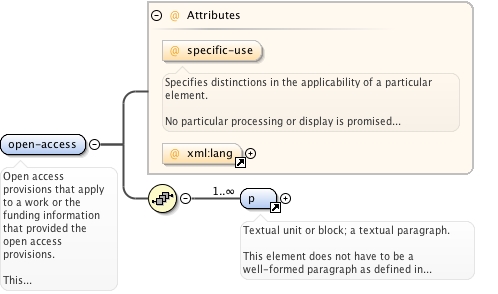 @ Attributes
@ specific-use
Specifies distinctions in the applicability of a particular
element.
No particular processing or display is promised...
@ xml:lang
open-access
Open access
provisions that apply
to a work or the
funding information
that provided the
open access
provisions.
This...
1..∞
p
Textual unit or block; a textual paragraph.
This element does not have to be a
well-formed paragraph as defined in...